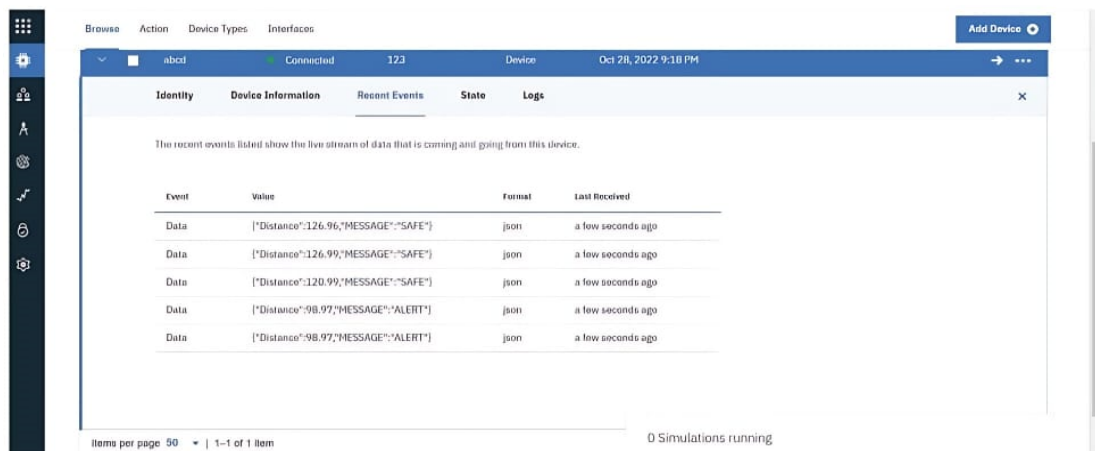 Browse Action Device Types Interfaces Add Device
abcd Connected 123 Device Oct 28, 2022 9:18 PM
Identity Device Information Recent Events State Logs
The recent events listed show the live stream of data that is coming and going from this device.
Event Value Format Last Received
Data {"Distance":126.96,"MESSAGE":"SAFE"} json a few seconds ago
Data {"Distance":126.99,"MESSAGE":"SAFE"} json a few seconds ago
Data {"Distance":120.99,"MESSAGE":"SAFE"} json a few seconds ago
Data {"Distance":98.97,"MESSAGE":"ALERT"} json a few seconds ago
Data {"Distance":98.97,"MESSAGE":"ALERT"} json a few seconds ago
Items per page 50 | 1–1 of 1 item
0 Simulations running